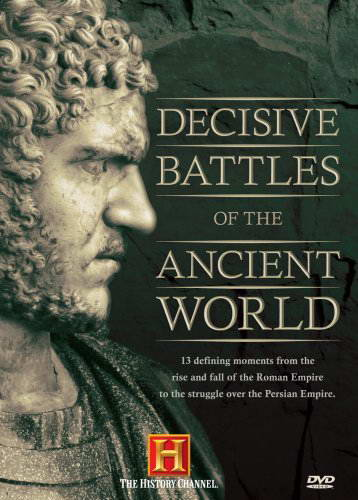 DECISIVE
BATTLES
OF THE
ANCIENT
WORLD
13 defining moments from the
rise and fall of the Roman Empire
to the struggle over the Persian Empire.
H
THE HISTORY CHANNEL.
DVD
VIDEO